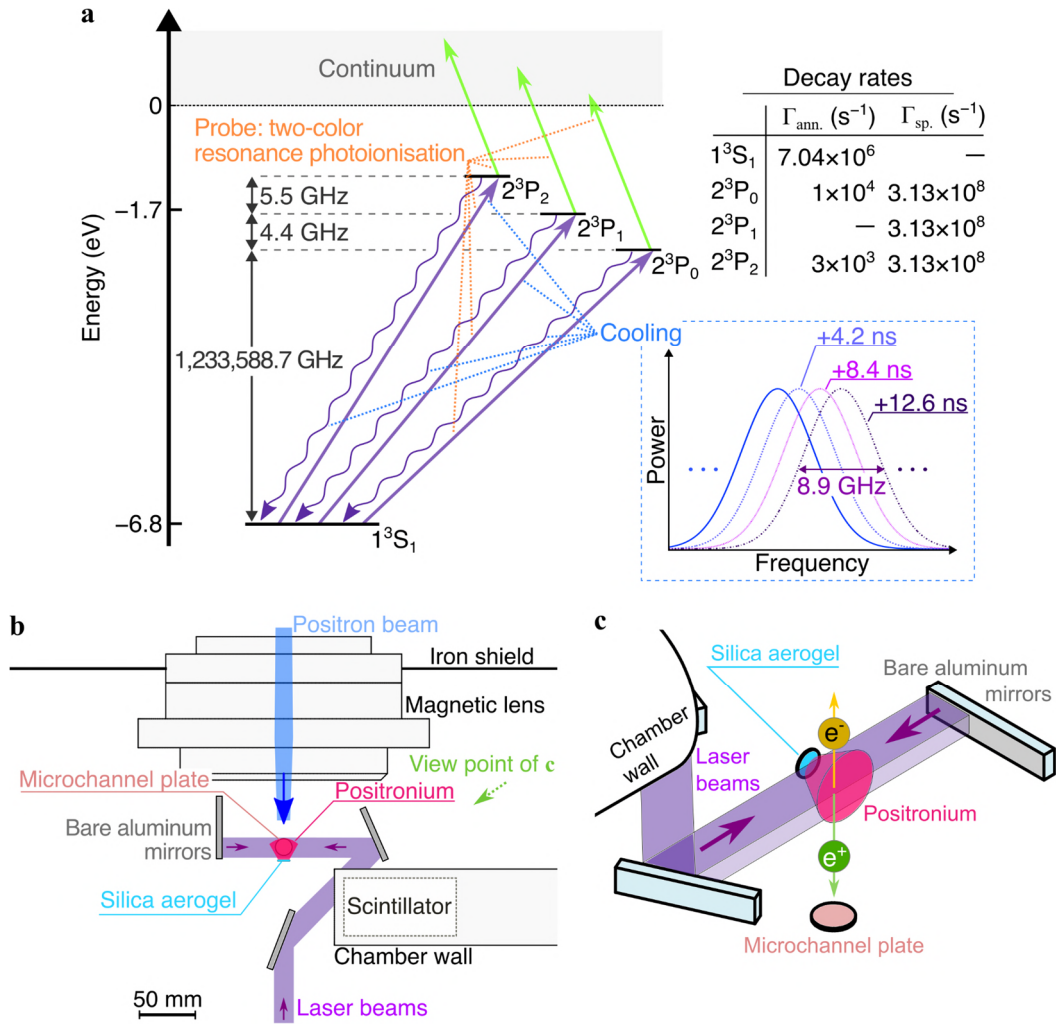 a
Continuum
0
Probe: two-color
resonance photoionisation
5.5 GHz
2³P₂
−1.7
4.4 GHz
2³P₁
2³P₀
Energy (eV)
Cooling
1,233,588.7 GHz
−6.8
1³S₁
Decay rates
Γann. (s⁻¹) Γsp. (s⁻¹)
1³S₁ 7.04×10⁶ —
2³P₀ 1×10⁴ 3.13×10⁸
2³P₁ — 3.13×10⁸
2³P₂ 3×10³ 3.13×10⁸
+4.2 ns
+8.4 ns
+12.6 ns
Power
8.9 GHz
Frequency
b
Positron beam
Iron shield
Magnetic lens
Microchannel plate
View point of c
Positronium
Bare aluminum
mirrors
Silica aerogel
Scintillator
Chamber wall
50 mm
Laser beams
c
Silica aerogel
Bare aluminum
mirrors
Chamber
wall
e⁻
Laser
beams
Positronium
e⁺
Microchannel plate